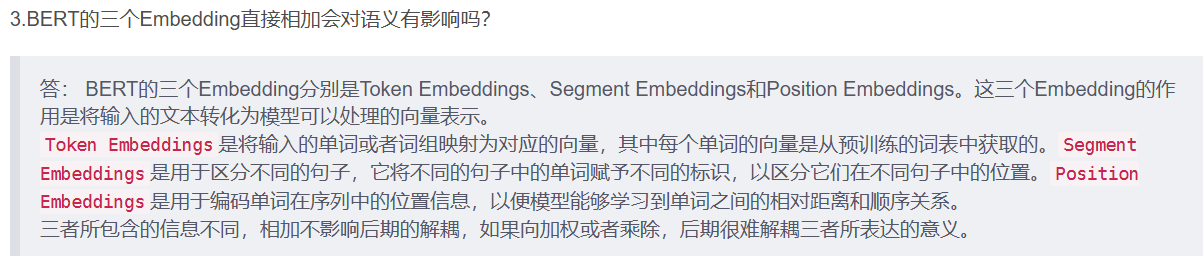 3.BERT的三个Embedding直接相加会对语义有影响吗？
答： BERT的三个Embedding分别是Token Embeddings、Segment Embeddings和Position Embeddings。这三个Embedding的作
用是将输入的文本转化为模型可以处理的向量表示。
Token Embeddings 是将输入的单词或者词组映射为对应的向量，其中每个单词的向量是从预训练的词表中获取的。 Segment
Embeddings 是用于区分不同的句子，它将不同的句子中的单词赋予不同的标识，以区分它们在不同句子中的位置。 Position
Embeddings 是用于编码单词在序列中的位置信息，以便模型能够学习到单词之间的相对距离和顺序关系。
三者所包含的信息不同，相加不影响后期的解耦，如果向加权或者乘除，后期很难解耦三者所表达的意义。